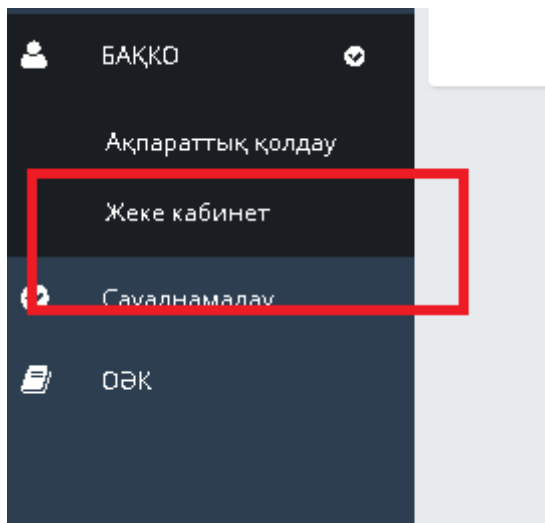 БАҚКО
Ақпараттық қолдау
Жеке кабинет
Сауалнамалау
ОӘК